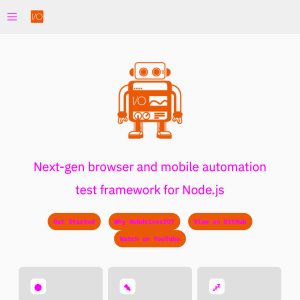 I/O
I/O
Next-gen browser and mobile automation
test framework for Node.js
Get Started
Why WebdriverIO?
View on GitHub
Watch on YouTube